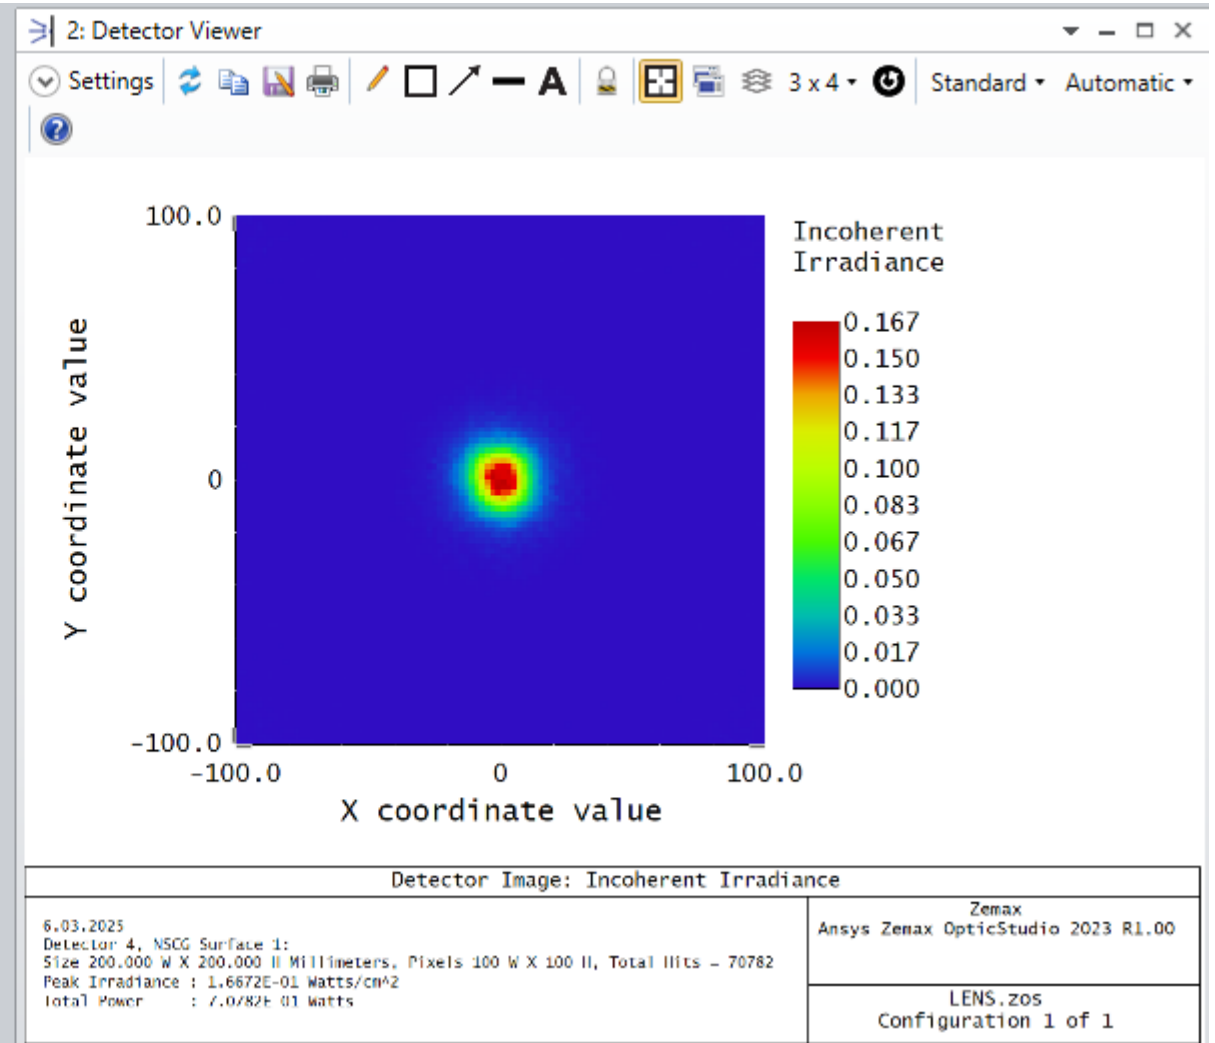 2: Detector Viewer
Settings
3 x 4
Standard
Automatic
100.0
0
-100.0
Y coordinate value
-100.0
0
100.0
X coordinate value
Incoherent
Irradiance
0.167
0.150
0.133
0.117
0.100
0.083
0.067
0.050
0.033
0.017
0.000
Detector Image: Incoherent Irradiance
6.03.2025
Detector 4, NSCG Surface 1:
Size 200.000 W X 200.000 H Millimeters, Pixels 100 W X 100 H, Total Hits = 70782
Peak Irradiance : 1.6672E-01 Watts/cm^2
Total Power : 7.0782E-01 Watts
Zemax
Ansys Zemax OpticStudio 2023 R1.00
LENS.zos
Configuration 1 of 1